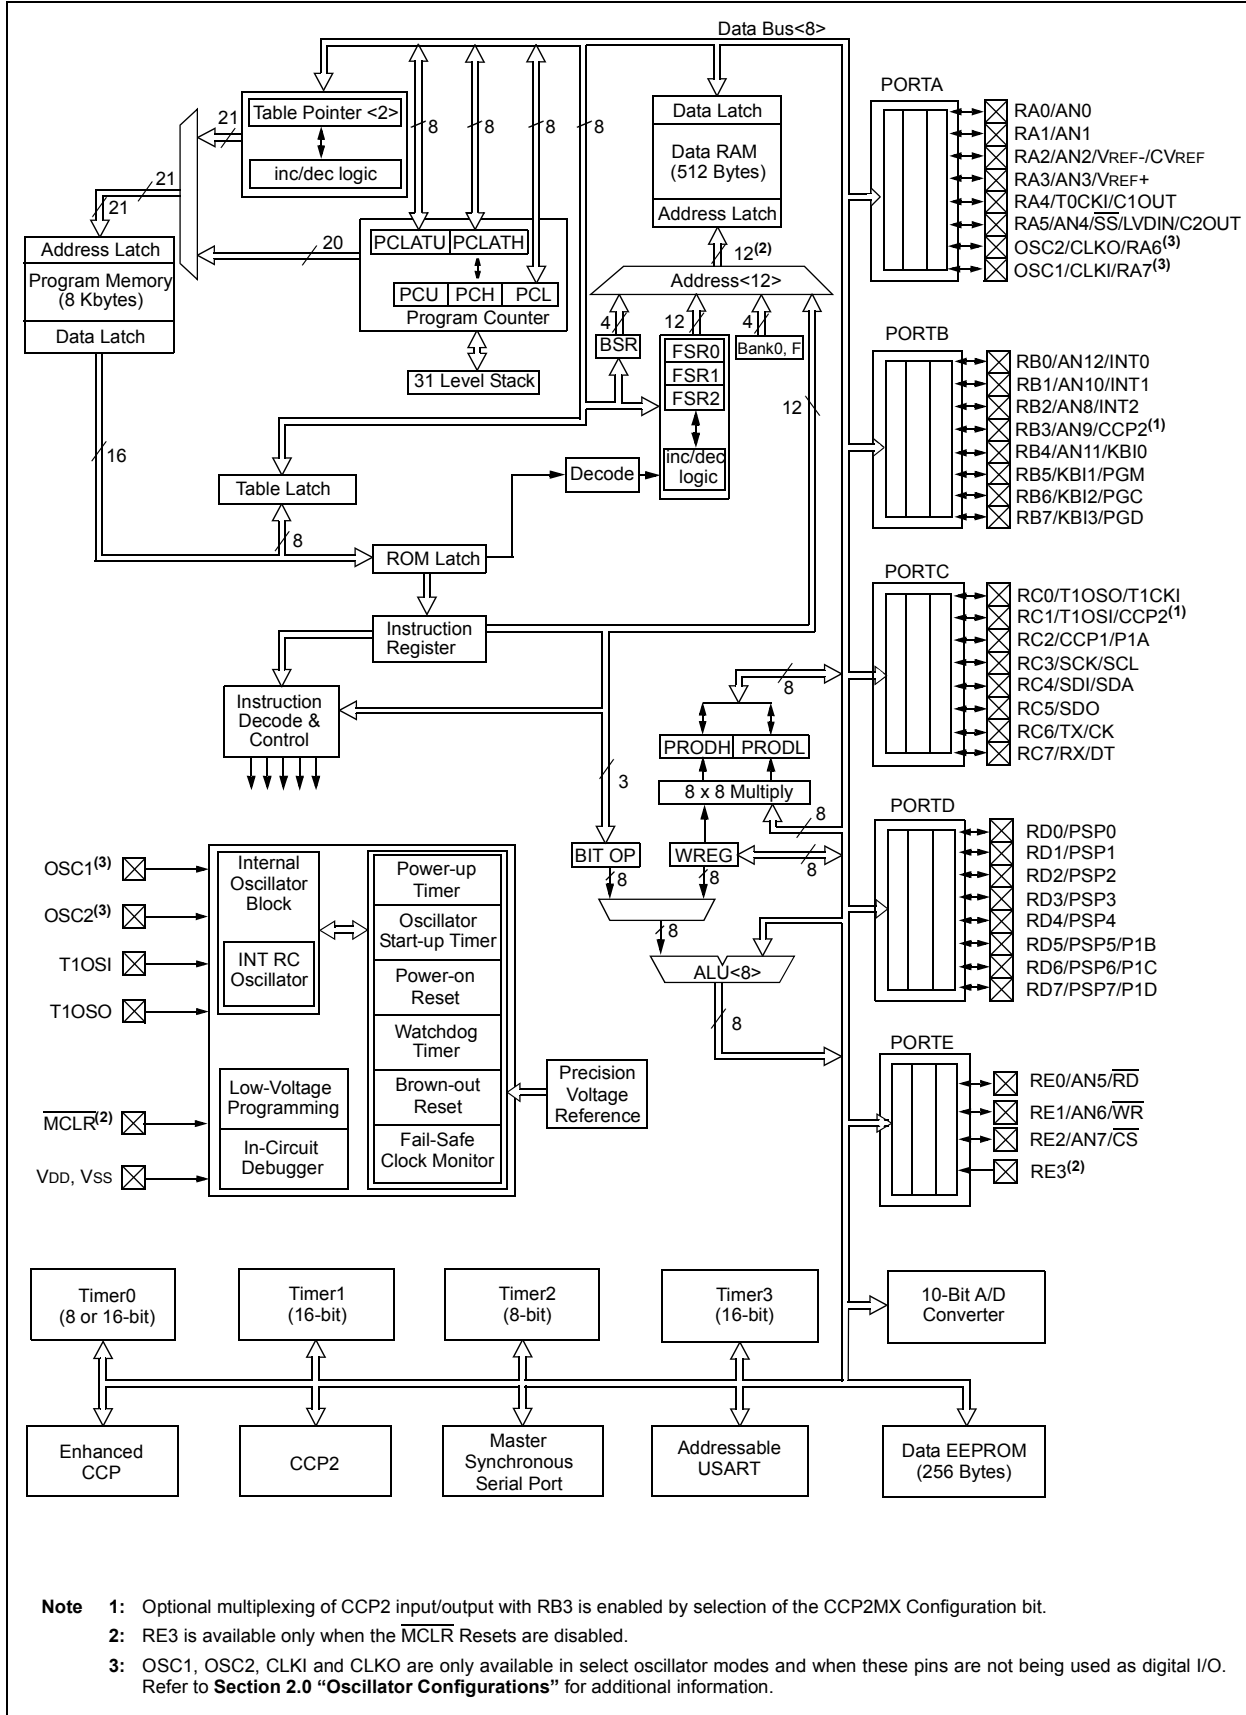 Data Bus<8>
PORTA
Table Pointer <2>
21
8
8
8
8
inc/dec logic
Data Latch
Data RAM
(512 Bytes)
Address Latch
RA0/AN0
RA1/AN1
RA2/AN2/VREF-/CVREF
RA3/AN3/VREF+
RA4/T0CKI/C1OUT
RA5/AN4/SS/LVDIN/C2OUT
OSC2/CLKO/RA6(3)
OSC1/CLKI/RA7(3)
21
21
20
PCLATU PCLATH
12(2)
Address Latch
Program Memory
(8 Kbytes)
Data Latch
PCU PCH PCL
Program Counter
Address<12>
4
12
4
BSR
FSR0
FSR1
FSR2
Bank0, F
31 Level Stack
12
inc/dec
logic
PORTB
RB0/AN12/INT0
RB1/AN10/INT1
RB2/AN8/INT2
RB3/AN9/CCP2(1)
RB4/AN11/KBI0
RB5/KBI1/PGM
RB6/KBI2/PGC
RB7/KBI3/PGD
16
Decode
Table Latch
8
ROM Latch
Instruction
Register
PORTC
RC0/T1OSO/T1CKI
RC1/T1OSI/CCP2(1)
RC2/CCP1/P1A
RC3/SCK/SCL
RC4/SDI/SDA
RC5/SDO
RC6/TX/CK
RC7/RX/DT
Instruction
Decode &
Control
8
PRODH PRODL
3
8 x 8 Multiply
8
BIT OP
WREG
8
8
8
8
ALU<8>
8
PORTD
RD0/PSP0
RD1/PSP1
RD2/PSP2
RD3/PSP3
RD4/PSP4
RD5/PSP5/P1B
RD6/PSP6/P1C
RD7/PSP7/P1D
OSC1(3)
OSC2(3)
T1OSI
T1OSO
MCLR(2)
VDD, VSS
Internal
Oscillator
Block
INT RC
Oscillator
Power-up
Timer
Oscillator
Start-up Timer
Power-on
Reset
Watchdog
Timer
Brown-out
Reset
Fail-Safe
Clock Monitor
Low-Voltage
Programming
In-Circuit
Debugger
Precision
Voltage
Reference
PORTE
RE0/AN5/RD
RE1/AN6/WR
RE2/AN7/CS
RE3(2)
Timer0
(8 or 16-bit)
Timer1
(16-bit)
Timer2
(8-bit)
Timer3
(16-bit)
10-Bit A/D
Converter
Enhanced
CCP
CCP2
Master
Synchronous
Serial Port
Addressable
USART
Data EEPROM
(256 Bytes)
Note 1: Optional multiplexing of CCP2 input/output with RB3 is enabled by selection of the CCP2MX Configuration bit.
2: RE3 is available only when the MCLR Resets are disabled.
3: OSC1, OSC2, CLKI and CLKO are only available in select oscillator modes and when these pins are not being used as digital I/O.
Refer to Section 2.0 “Oscillator Configurations” for additional information.